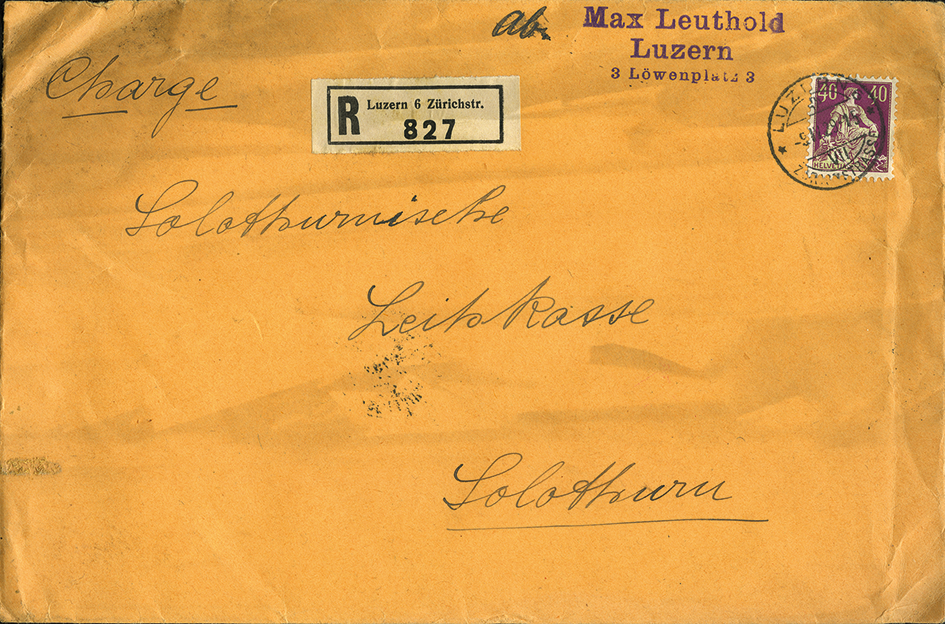 Ab.
Max Leuthold
Luzern
3 Löwenplatz 3
Charge
R
Luzern 6 Zürichstr.
827
40 40
HELVETIA
Solothurnische
Leihkasse
Solothurn